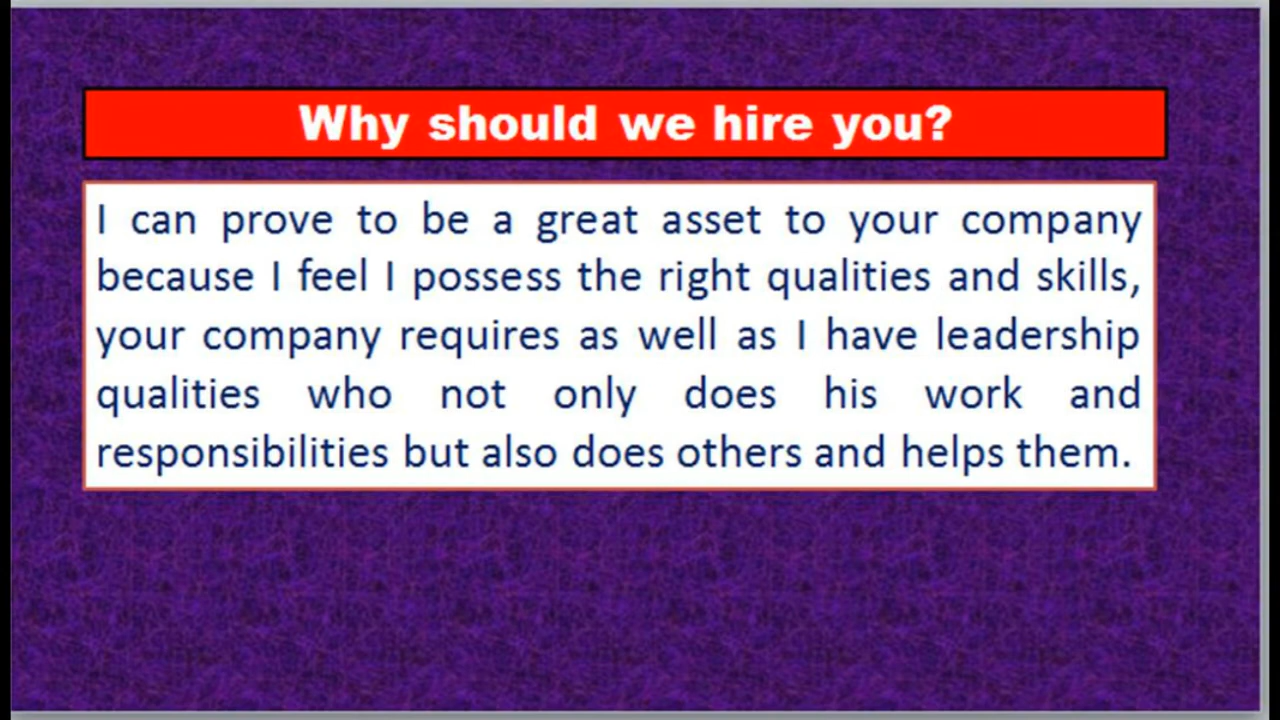 Why should we hire you?
I can prove to be a great asset to your company
because I feel I possess the right qualities and skills,
your company requires as well as I have leadership
qualities who not only does his work and
responsibilities but also does others and helps them.